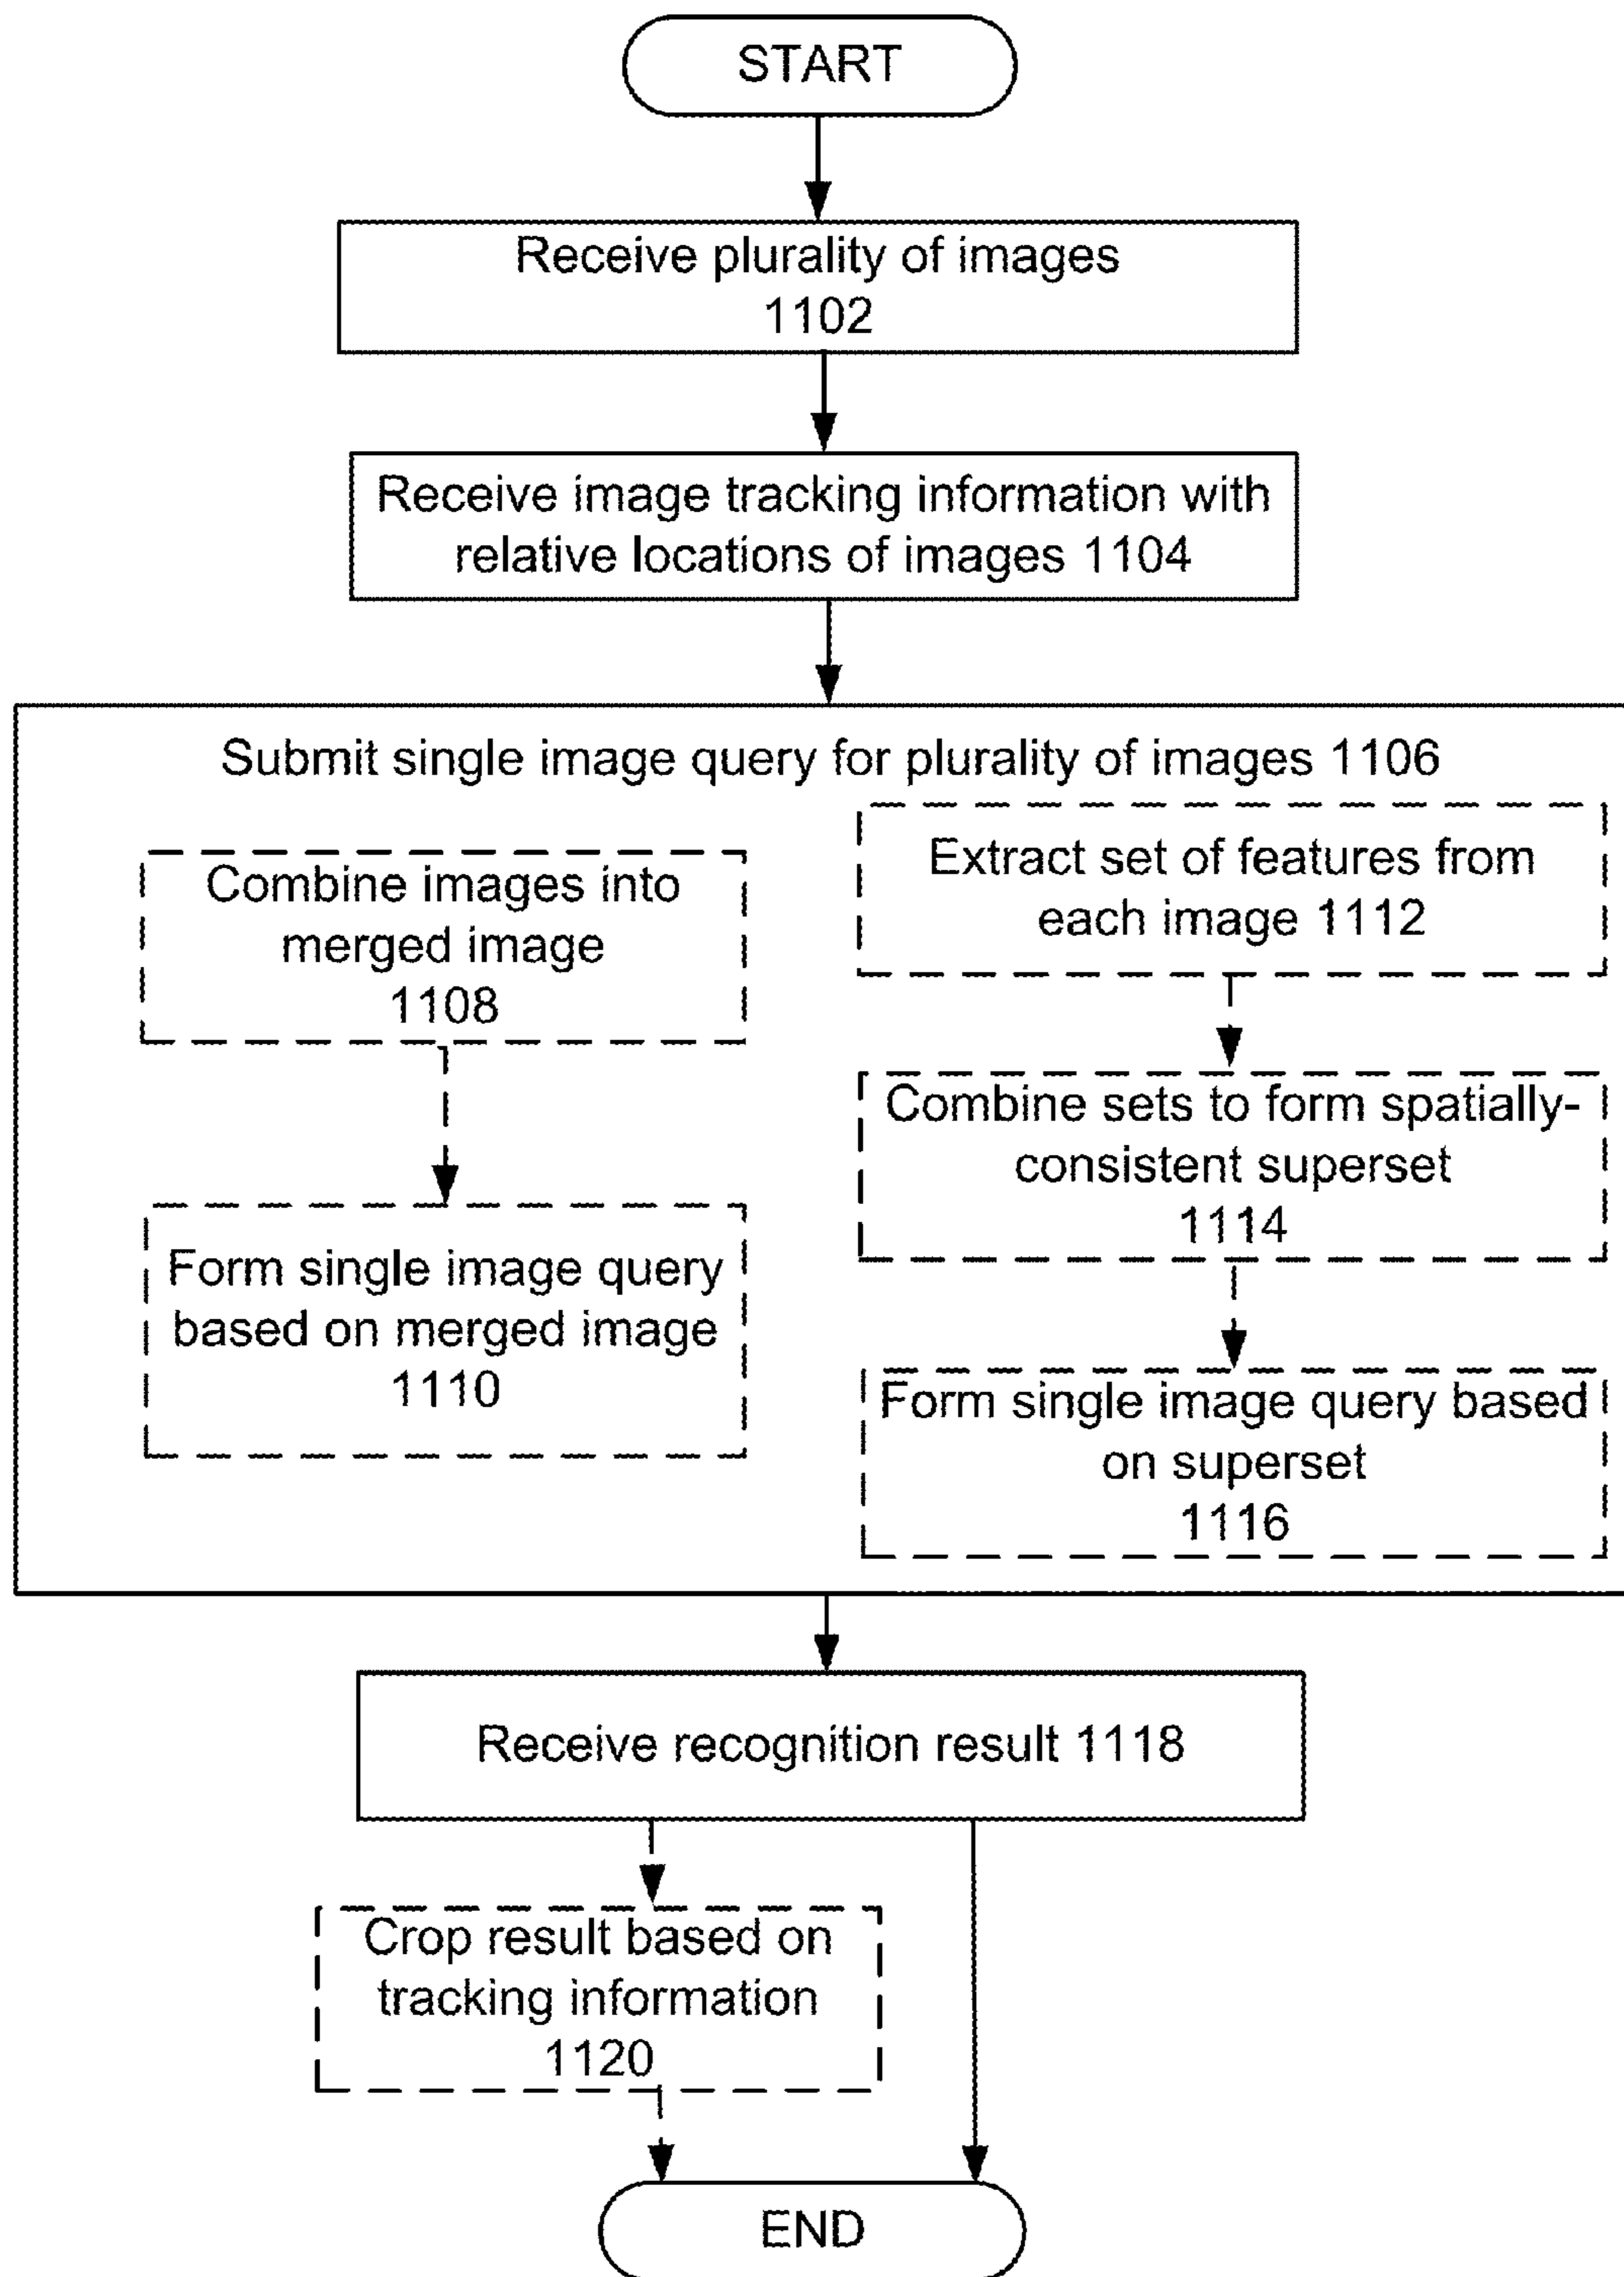 START
Receive plurality of images
1102
Receive image tracking information with
relative locations of images 1104
Submit single image query for plurality of images 1106
Combine images into
merged image
1108
Form single image query
based on merged image
1110
Extract set of features from
each image 1112
Combine sets to form spatially-
consistent superset
1114
Form single image query based
on superset
1116
Receive recognition result 1118
Crop result based on
tracking information
1120
END